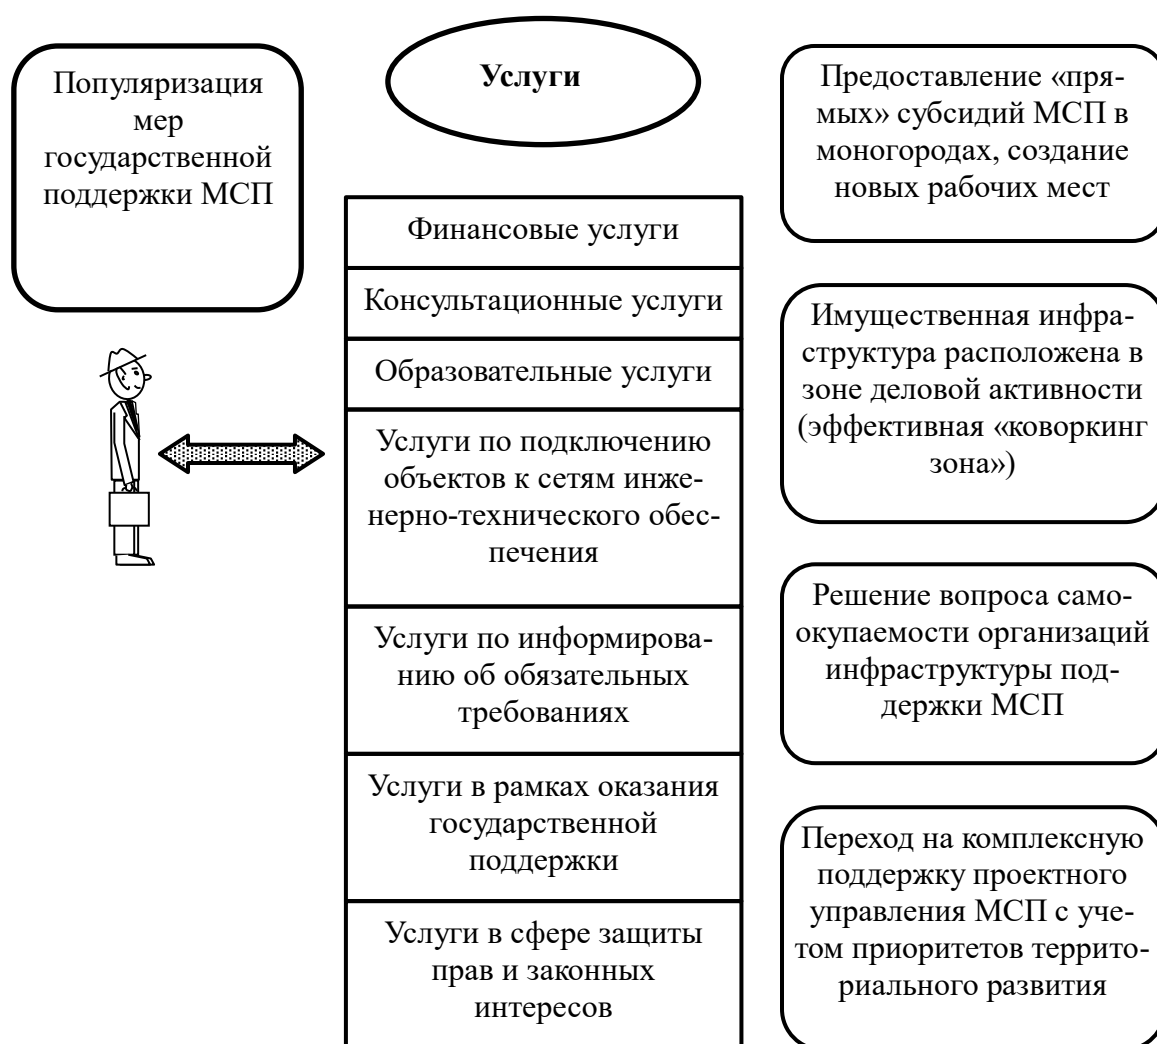 Популяризация
мер
государственной
поддержки МСП
Услуги
Финансовые услуги
Консультационные услуги
Образовательные услуги
Услуги по подключению
объектов к сетям инже-
нерно-технического обес-
печения
Услуги по информирова-
нию об обязательных
требованиях
Услуги в рамках оказания
государственной
поддержки
Услуги в сфере защиты
прав и законных
интересов
Предоставление «пря-
мых» субсидий МСП в
моногородах, создание
новых рабочих мест
Имущественная инфра-
структура расположена в
зоне деловой активности
(эффективная «коворкинг
зона»)
Решение вопроса само-
окупаемости организаций
инфраструктуры под-
держки МСП
Переход на комплексную
поддержку проектного
управления МСП с уче-
том приоритетов террито-
риального развития